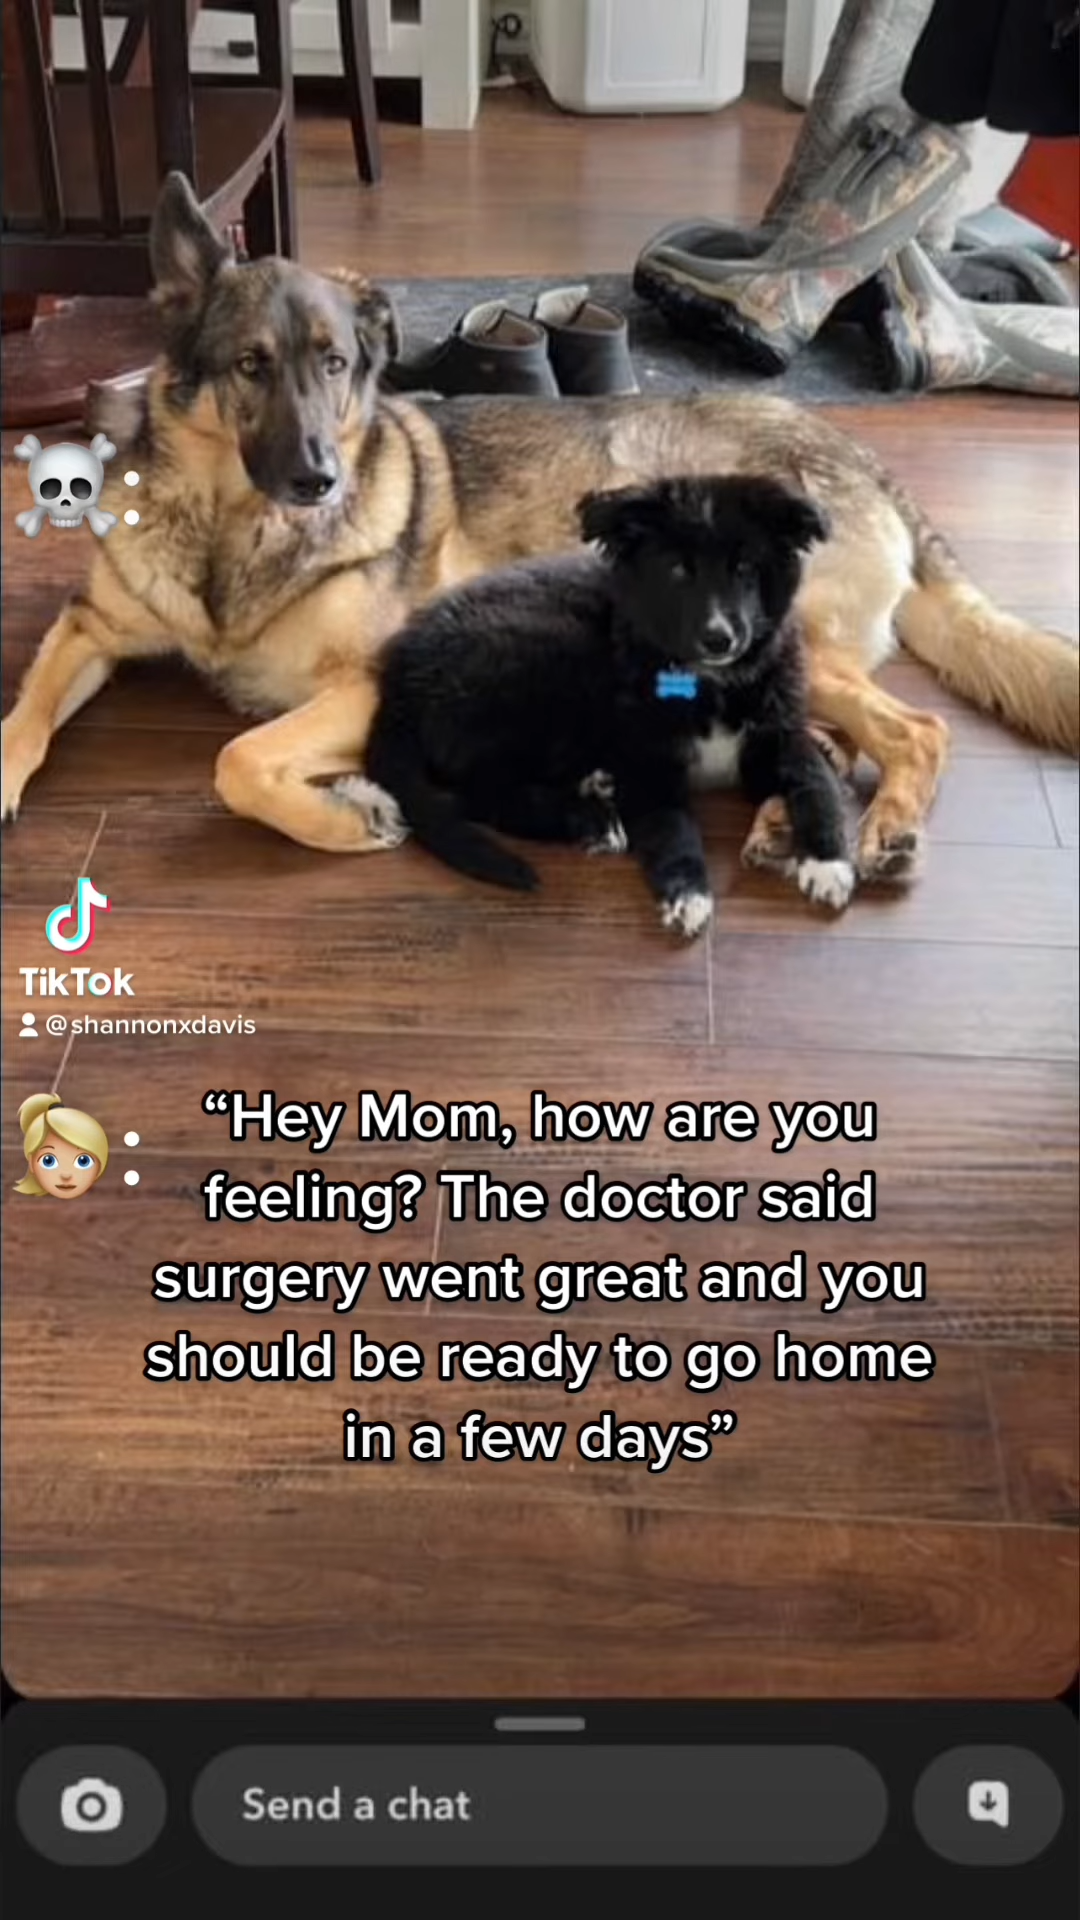 TikTok
@shannonxdavis
“Hey Mom, how are you
feeling? The doctor said
surgery went great and you
should be ready to go home
in a few days”
Send a chat